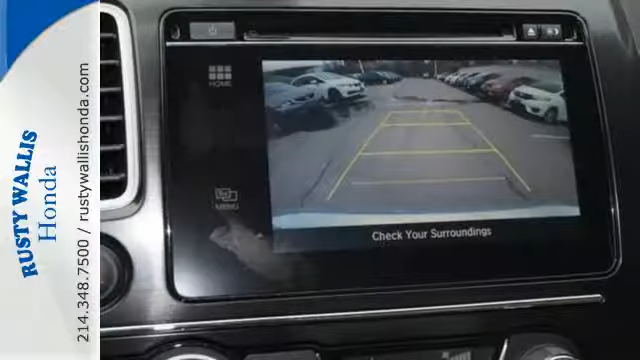 RUSTY WALLIS
Honda
214.348.7500 / rustywallishonda.com
HOME
MENU
Check Your Surroundings